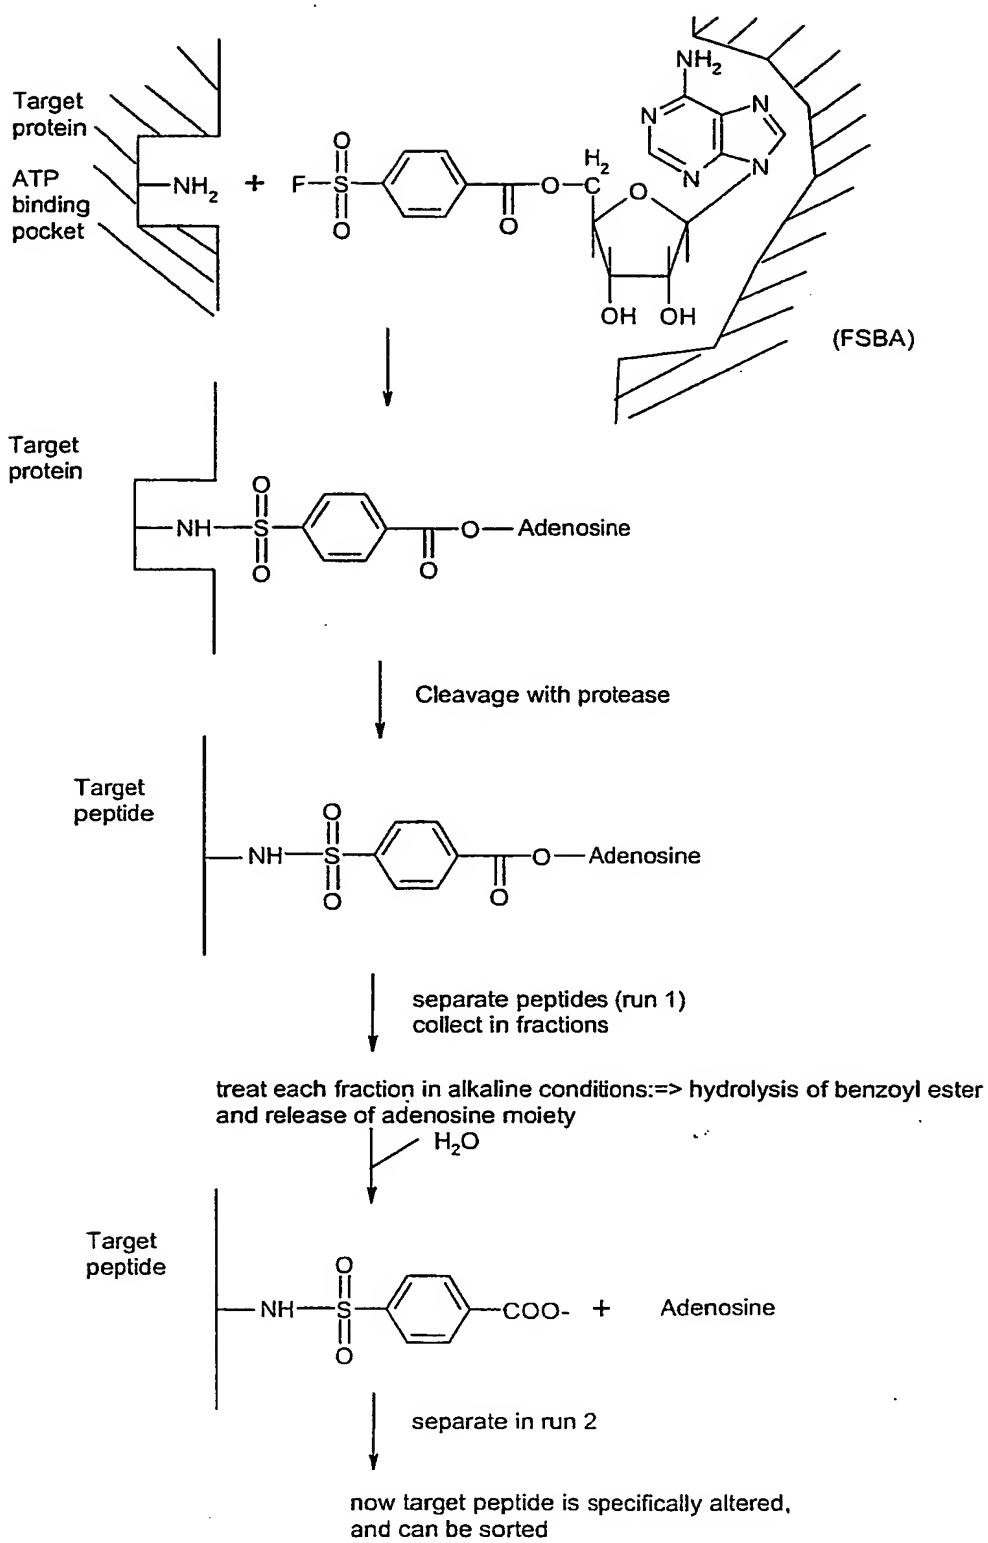 Target
protein
ATP
binding
pocket
NH2
+
F
S
O
O
O
O
H2
C
O
OH
OH
NH2
N
N
N
N
(FSBA)
Target
protein
NH
S
O
O
O
O
Adenosine
Cleavage with protease
Target
peptide
NH
S
O
O
O
O
Adenosine
separate peptides (run 1)
collect in fractions
treat each fraction in alkaline conditions:=> hydrolysis of benzoyl ester
and release of adenosine moiety
H2O
Target
peptide
NH
S
O
O
COO-
+
Adenosine
separate in run 2
now target peptide is specifically altered,
and can be sorted